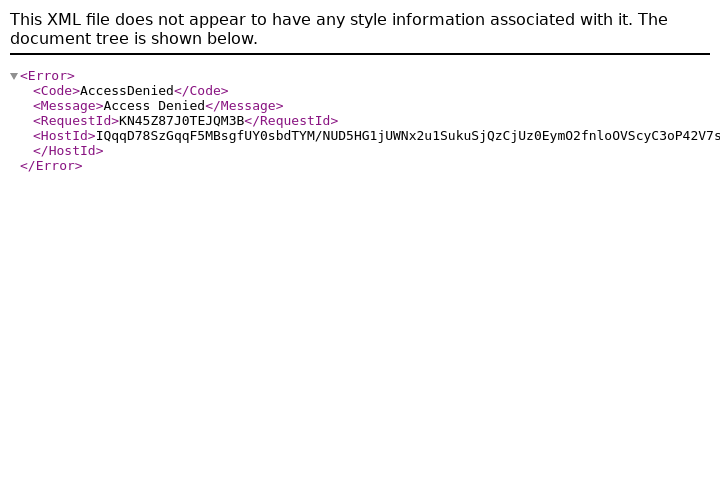 This XML file does not appear to have any style information associated with it. The
document tree is shown below.
<Error>
<Code>AccessDenied</Code>
<Message>Access Denied</Message>
<RequestId>KN45Z87J0TEJQM3B</RequestId>
<HostId>IQqqD78SzGqqF5MBsgfUY0sbdTYM/NUD5HG1jUWNx2u1SukuSjQzCjUz0EymO2fnloOVScyC3oP42V7s
</HostId>
</Error>